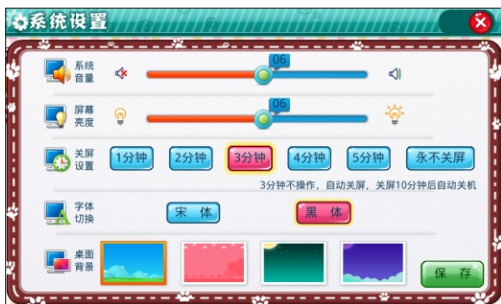 系统设置
系统
音量
06
屏幕
亮度
06
关屏
设置
1分钟 2分钟 3分钟 4分钟 5分钟 永不关屏
3分钟不操作，自动关屏，关屏10分钟后自动关机
字体
切换
宋 体 黑 体
桌面
背景
保 存